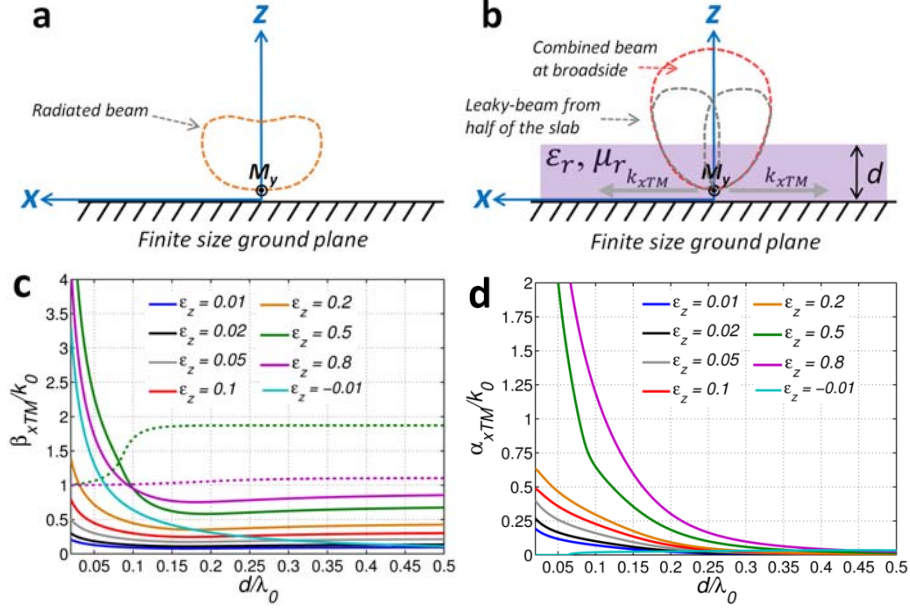 a
z
Radiated beam
M_y
x
Finite size ground plane
b
z
Combined beam
at broadside
Leaky-beam from
half of the slab
ε_r, μ_r
M_y
k_xTM
k_xTM
d
x
Finite size ground plane
c
β_xTM/k_0
4
3.5
3
2.5
2
1.5
1
0.5
0
ε_z = 0.01
ε_z = 0.2
ε_z = 0.02
ε_z = 0.5
ε_z = 0.05
ε_z = 0.8
ε_z = 0.1
ε_z = −0.01
0.05 0.1 0.15 0.2 0.25 0.3 0.35 0.4 0.45 0.5
d/λ_0
d
α_xTM/k_0
2
1.75
1.5
1.25
1
0.75
0.5
0.25
0
ε_z = 0.01
ε_z = 0.2
ε_z = 0.02
ε_z = 0.5
ε_z = 0.05
ε_z = 0.8
ε_z = 0.1
ε_z = −0.01
0.05 0.1 0.15 0.2 0.25 0.3 0.35 0.4 0.45 0.5
d/λ_0